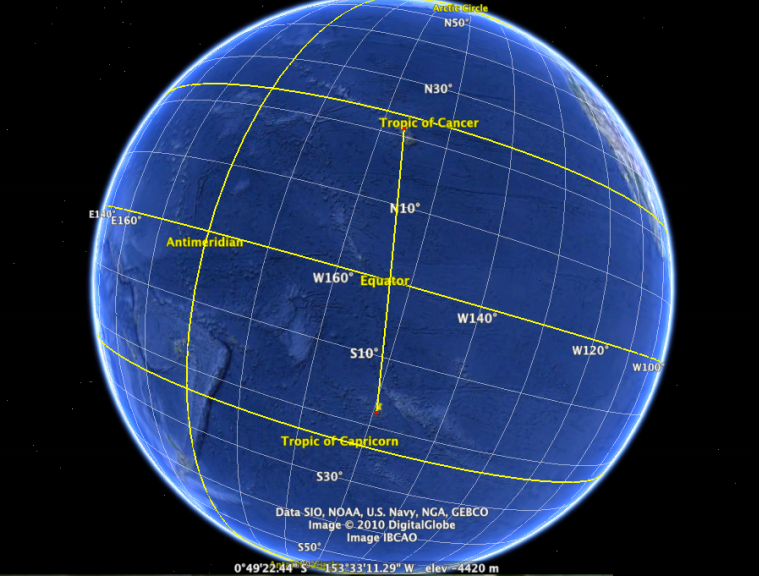 Arctic Circle
N50°
N30°
Tropic of Cancer
N10°
E140°
E160°
Antimeridian
W160°
Equator
W140°
S10°
W120°
W100°
Tropic of Capricorn
S30°
Data SIO, NOAA, U.S. Navy, NGA, GEBCO
Image © 2010 DigitalGlobe
Image IBCAO
S50°
0°49'22.44" S 153°33'11.29" W elev -4420 m